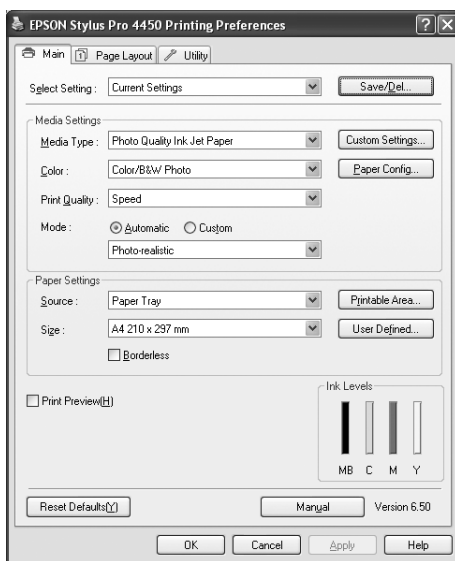 EPSON Stylus Pro 4450 Printing Preferences
Main Page Layout Utility
Select Setting : Current Settings Save/Del...
Media Settings
Media Type : Photo Quality Ink Jet Paper Custom Settings...
Color : Color/B&W Photo Paper Config...
Print Quality : Speed
Mode : Automatic Custom
Photo-realistic
Paper Settings
Source : Paper Tray Printable Area...
Size : A4 210 x 297 mm User Defined...
Borderless
Print Preview(H)
Ink Levels
MB C M Y
Reset Defaults(Y) Manual Version 6.50
OK Cancel Apply Help